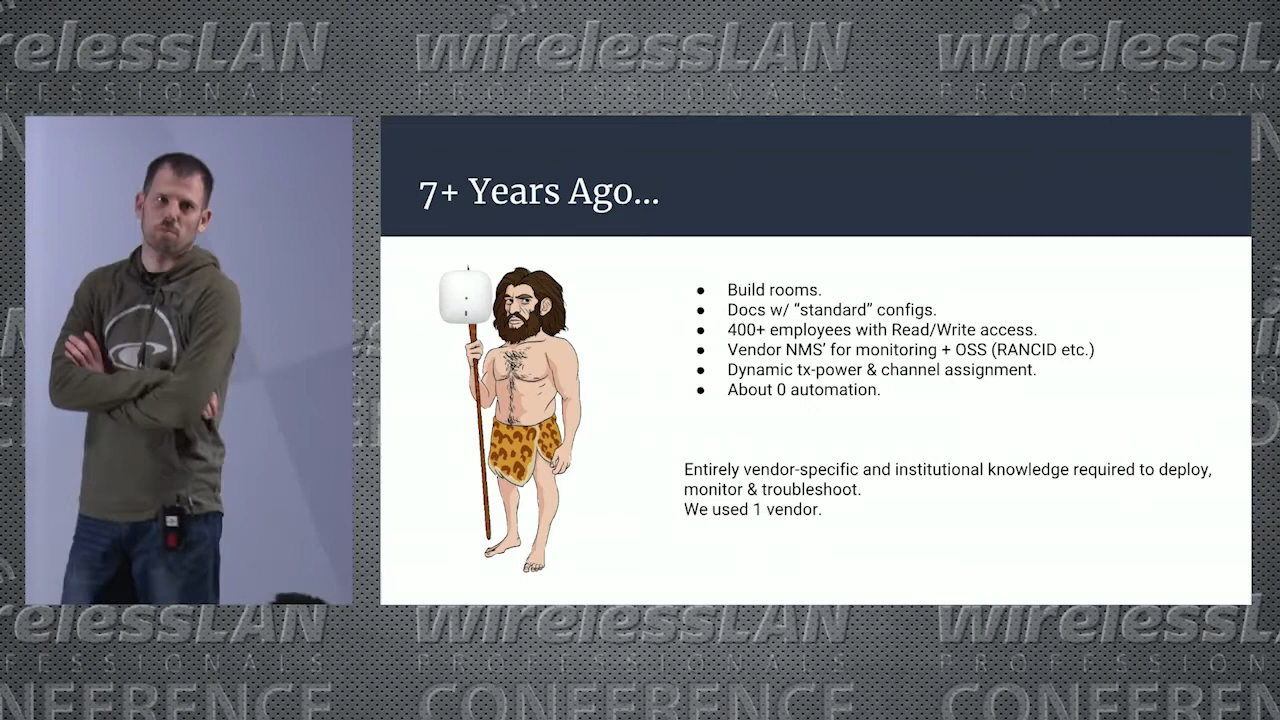 wirelessLAN
PROFESSIONALS
7+ Years Ago...
● Build rooms.
● Docs w/ “standard” configs.
● 400+ employees with Read/Write access.
● Vendor NMS’ for monitoring + OSS (RANCID etc.)
● Dynamic tx-power & channel assignment.
● About 0 automation.
Entirely vendor-specific and institutional knowledge required to deploy,
monitor & troubleshoot.
We used 1 vendor.
wirelessLAN
PROFESSIONALS
CONFERENCE